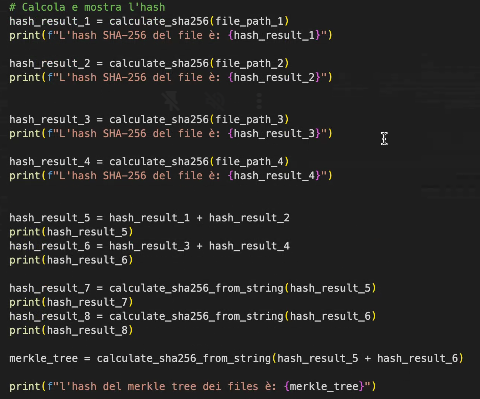 # Calcola e mostra l'hash
hash_result_1 = calculate_sha256(file_path_1)
print(f"L'hash SHA-256 del file è: {hash_result_1}")
hash_result_2 = calculate_sha256(file_path_2)
print(f"L'hash SHA-256 del file è: {hash_result_2}")
hash_result_3 = calculate_sha256(file_path_3)
print(f"L'hash SHA-256 del file è: {hash_result_3}")
hash_result_4 = calculate_sha256(file_path_4)
print(f"L'hash SHA-256 del file è: {hash_result_4}")
hash_result_5 = hash_result_1 + hash_result_2
print(hash_result_5)
hash_result_6 = hash_result_3 + hash_result_4
print(hash_result_6)
hash_result_7 = calculate_sha256_from_string(hash_result_5)
print(hash_result_7)
hash_result_8 = calculate_sha256_from_string(hash_result_6)
print(hash_result_8)
merkle_tree = calculate_sha256_from_string(hash_result_5 + hash_result_6)
print(f"l'hash del merkle tree dei files è: {merkle_tree}")